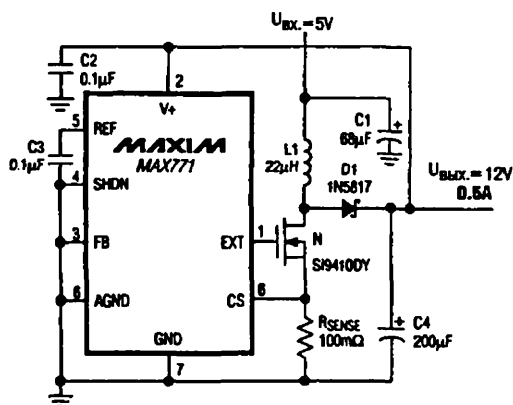 UВХ.= 5V
C2
0.1µF
2
V+
C1
68µF
5
REF
MAXIM
MAX771
L1
22µH
C3
0.1µF
4
SHDN
D1
1N5817
UВЫХ.= 12V
0.5A
3
FB
EXT
1
N
SI9410DY
6
AGND
CS
6
RSENSE
100mΩ
C4
200µF
GND
7